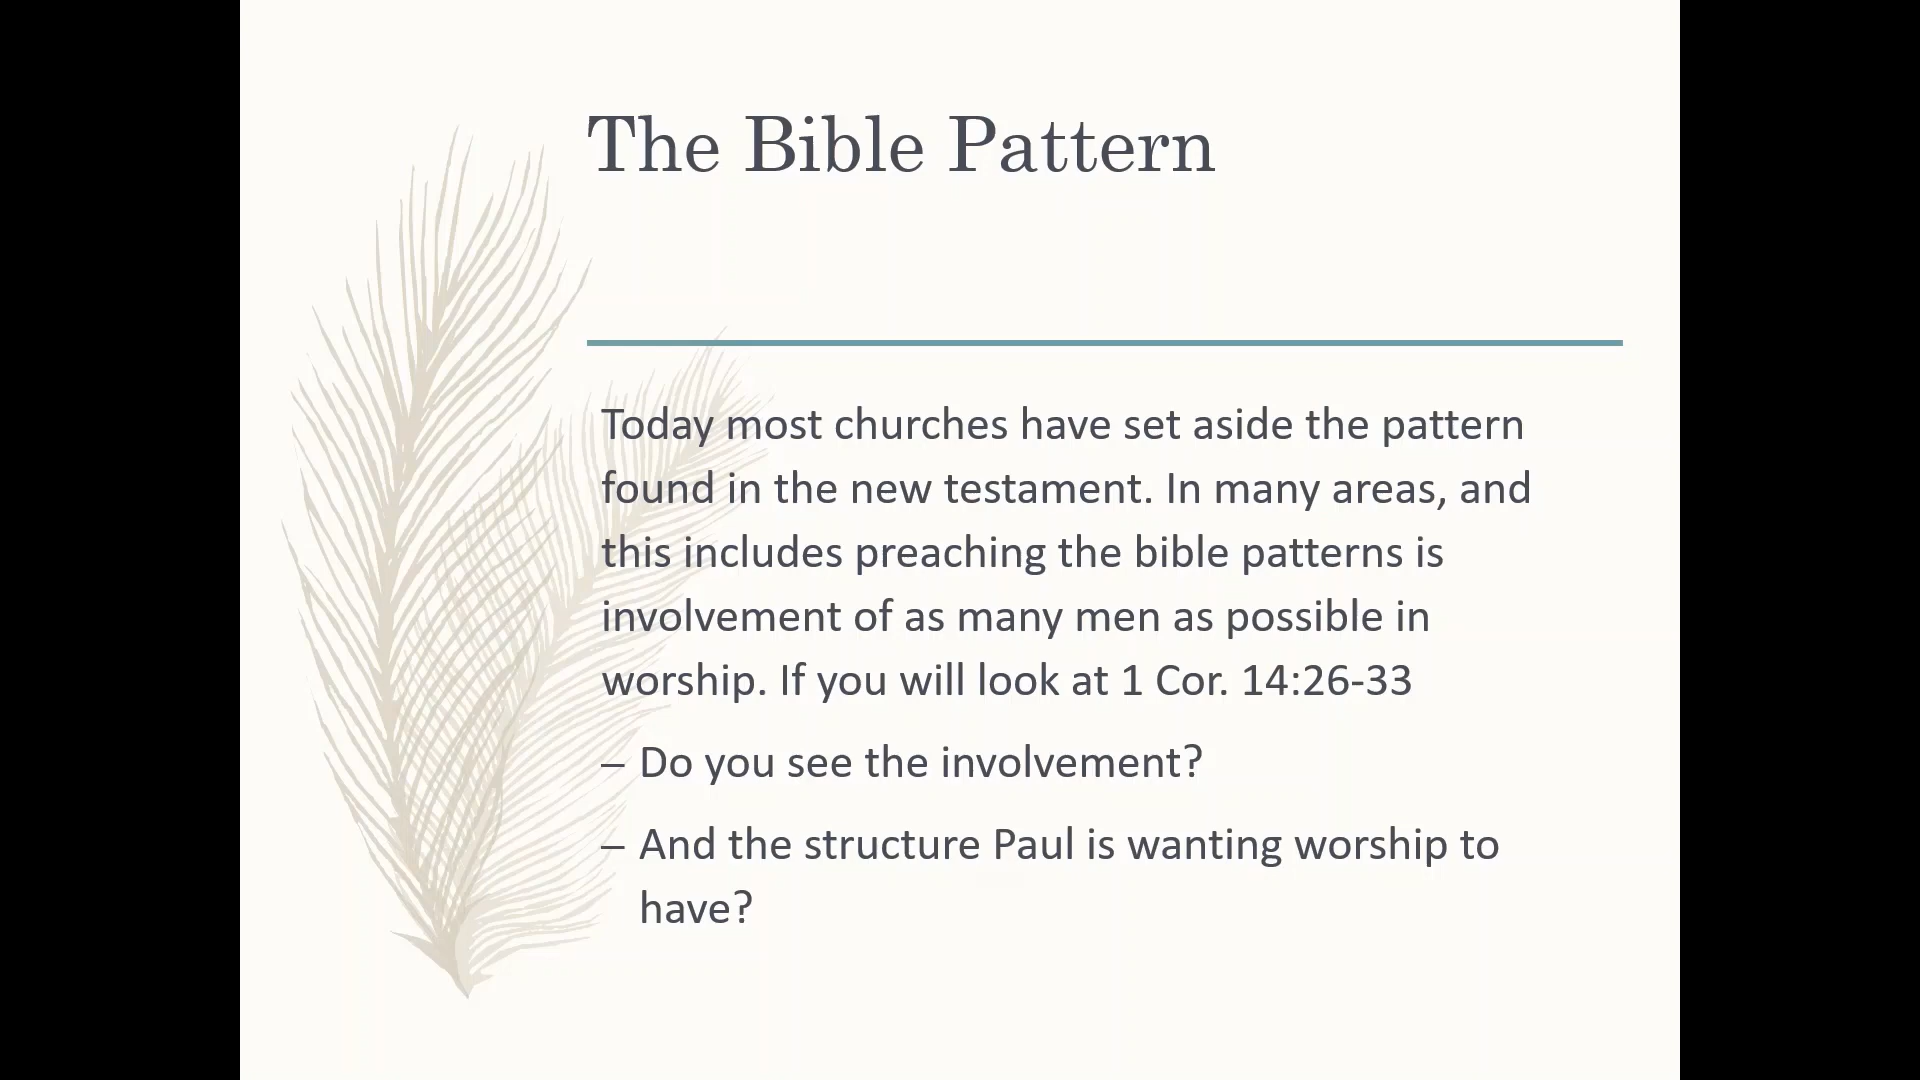 The Bible Pattern
Today most churches have set aside the pattern
found in the new testament. In many areas, and
this includes preaching the bible patterns is
involvement of as many men as possible in
worship. If you will look at 1 Cor. 14:26-33
– Do you see the involvement?
– And the structure Paul is wanting worship to
have?